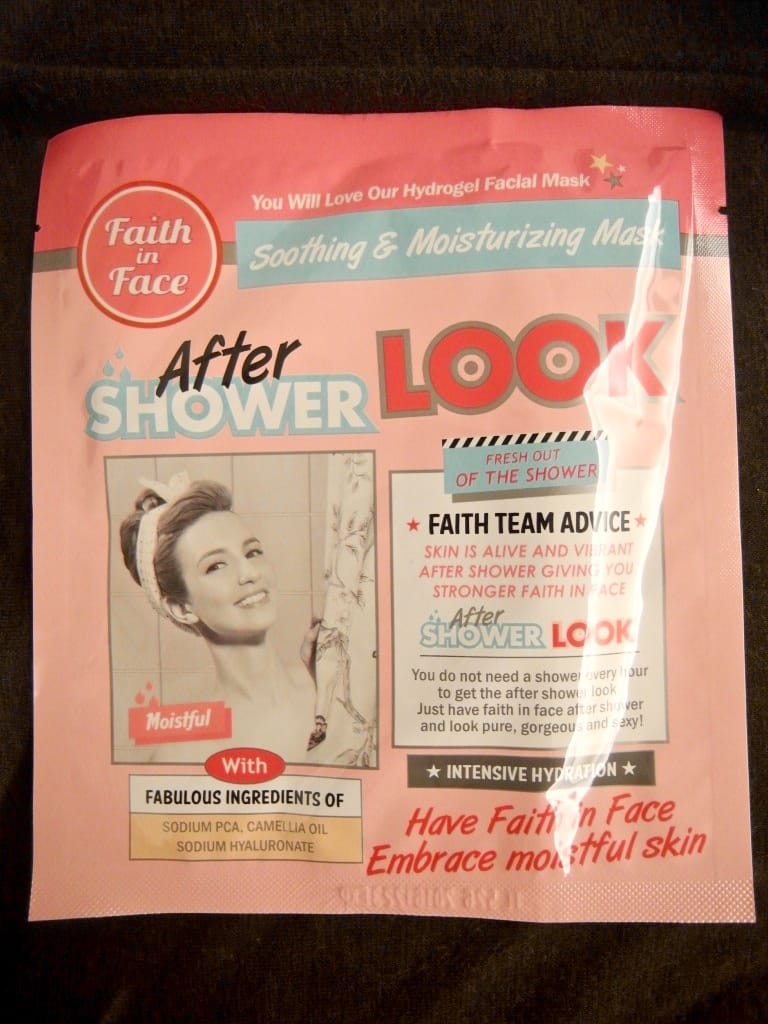 You Will Love Our Hydrogel Facial Mask
Faith
in
Face
Soothing & Moisturizing Mask
After
SHOWER LOOK
FRESH OUT
OF THE SHOWER
FAITH TEAM ADVICE
SKIN IS ALIVE AND VIBRANT
AFTER SHOWER GIVING YOU
STRONGER FAITH IN FACE
After
SHOWER LOOK
You do not need a shower every hour
to get the after shower look
Just have faith in face after shower
and look pure, gorgeous and sexy!
Moistful
With
FABULOUS INGREDIENTS OF
SODIUM PCA, CAMELLIA OIL
SODIUM HYALURONATE
INTENSIVE HYDRATION
Have Faith in Face
Embrace moistful skin